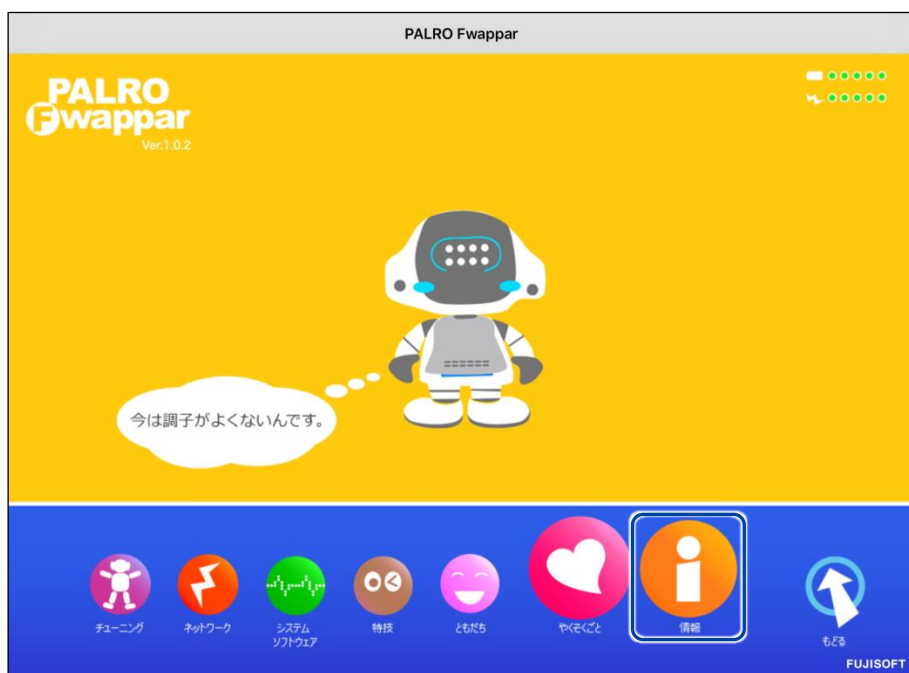 PALRO Fwappar
PALRO
Fwappar
Ver.1.0.2
今は調子がよくないんです。
チューニング
ネットワーク
システム
ソフトウェア
特技
ともだち
やくそくごと
情報
もどる
FUJISOFT